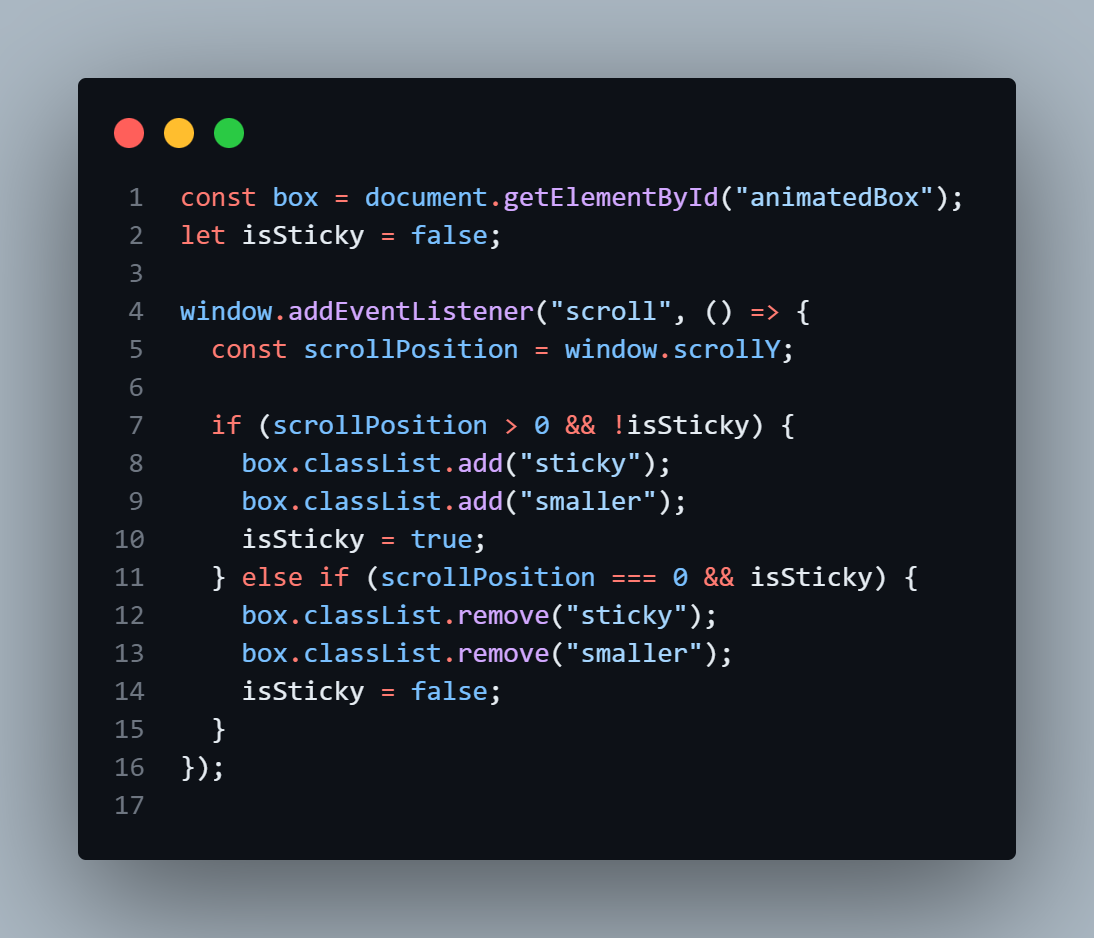 1 const box = document.getElementById("animatedBox");
2 let isSticky = false;
3
4 window.addEventListener("scroll", () => {
5   const scrollPosition = window.scrollY;
6
7   if (scrollPosition > 0 && !isSticky) {
8     box.classList.add("sticky");
9     box.classList.add("smaller");
10     isSticky = true;
11   } else if (scrollPosition === 0 && isSticky) {
12     box.classList.remove("sticky");
13     box.classList.remove("smaller");
14     isSticky = false;
15   }
16 });
17